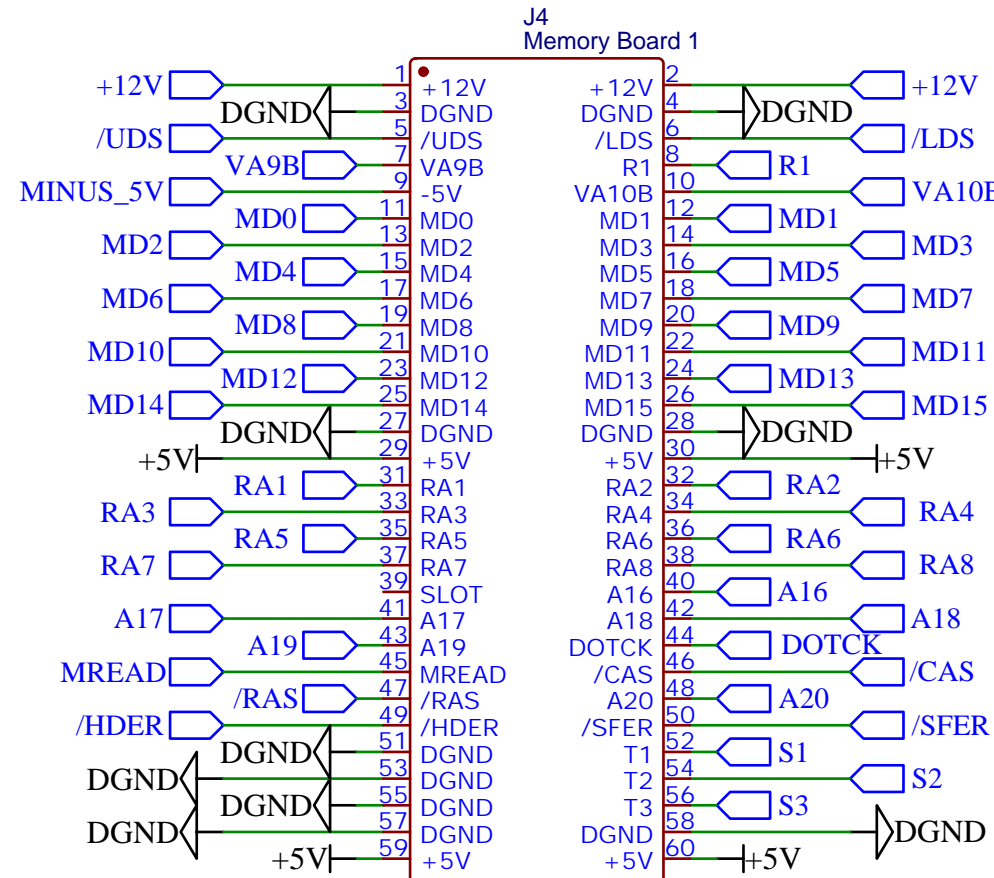 J4
Memory Board 1
+12V 1 +12V +12V 2 +12V
DGND 3 DGND DGND 4 DGND
/UDS 5 /UDS /LDS 6 /LDS
VA9B 7 VA9B R1 8 R1
MINUS_5V 9 -5V VA10B 10 VA10B
MD0 11 MD0 MD1 12 MD1
MD2 13 MD2 MD3 14 MD3
MD4 15 MD4 MD5 16 MD5
MD6 17 MD6 MD7 18 MD7
MD8 19 MD8 MD9 20 MD9
MD10 21 MD10 MD11 22 MD11
MD12 23 MD12 MD13 24 MD13
MD14 25 MD14 MD15 26 MD15
DGND 27 DGND DGND 28 DGND
+5V 29 +5V +5V 30 +5V
RA1 31 RA1 RA2 32 RA2
RA3 33 RA3 RA4 34 RA4
RA5 35 RA5 RA6 36 RA6
RA7 37 RA7 RA8 38 RA8
39 SLOT A16 40 A16
A17 41 A17 A18 42 A18
A19 43 A19 DOTCK 44 DOTCK
MREAD 45 MREAD /CAS 46 /CAS
/RAS 47 /RAS A20 48 A20
/HDER 49 /HDER /SFER 50 /SFER
DGND 51 DGND T1 52 S1
DGND 53 DGND T2 54 S2
DGND 55 DGND T3 56 S3
DGND 57 DGND DGND 58 DGND
+5V 59 +5V +5V 60 +5V